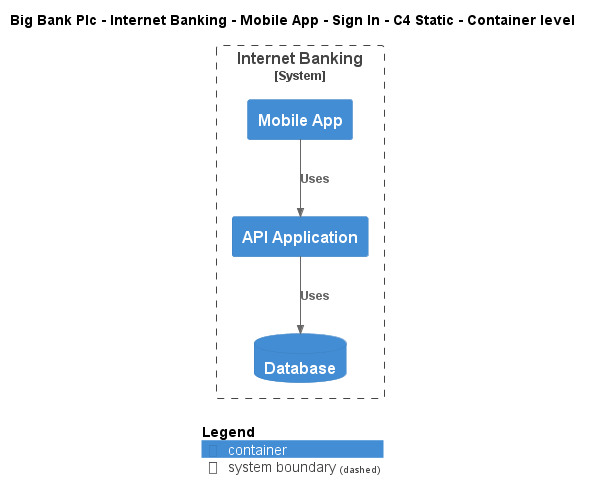 Big Bank Plc - Internet Banking - Mobile App - Sign In - C4 Static - Container level
Internet Banking
[System]
Mobile App
Uses
API Application
Uses
Database
Legend
container
system boundary (dashed)